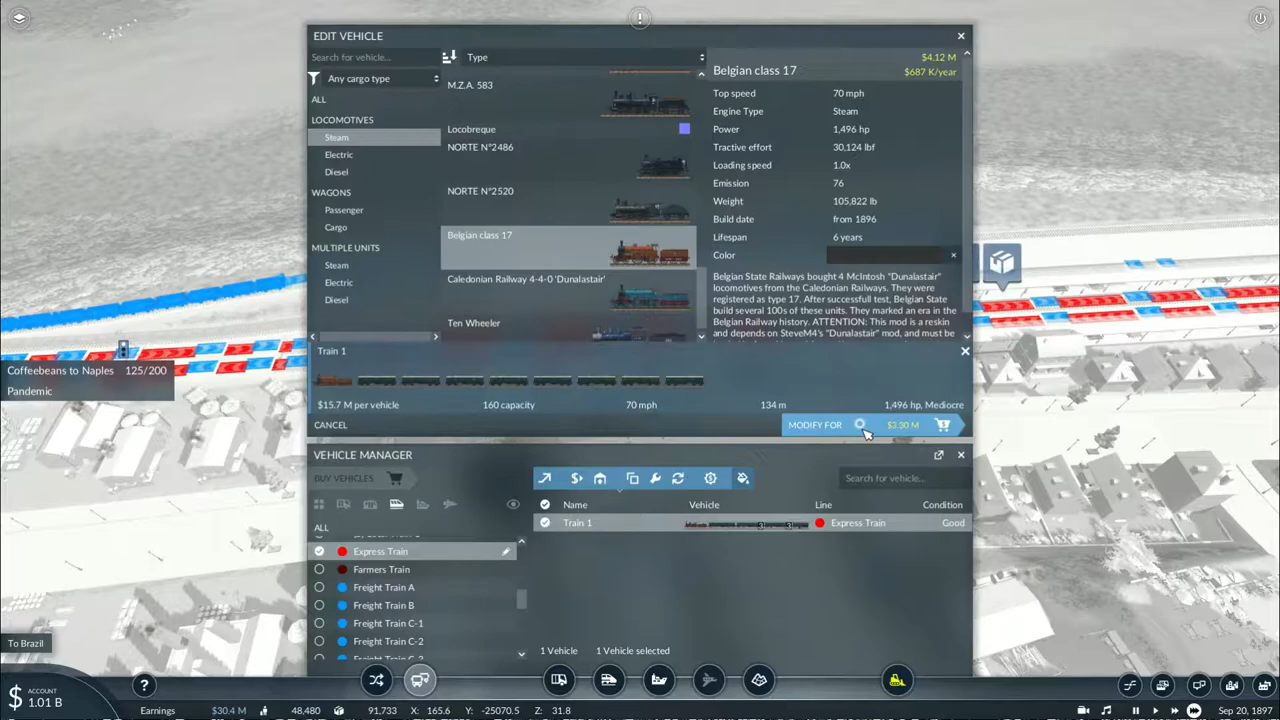 EDIT VEHICLE
Search for vehicle...
Type
Any cargo type
ALL
LOCOMOTIVES
Steam
Electric
Diesel
WAGONS
Passenger
Cargo
MULTIPLE UNITS
Steam
Electric
Diesel
M.Z.A. 583
Locobreque
NORTE N°2486
NORTE N°2520
Belgian class 17
Caledonian Railway 4-4-0 'Dunalastair'
Ten Wheeler
$4.12 M
Belgian class 17
$687 K/year
Top speed 70 mph
Engine Type Steam
Power 1,496 hp
Tractive effort 30,124 lbf
Loading speed 1.0x
Emission 76
Weight 105,822 lb
Build date from 1896
Lifespan 6 years
Color
Belgian State Railways bought 4 McIntosh "Dunalastair"
locomotives from the Caledonian Railways. They were
registered as type 17. After successful test, Belgian State
build several 100s of these units. They marked an era in the
Belgian Railway history. ATTENTION: This mod is a reskin
and depends on SteveM4's "Dunalastair" mod, and must be
Train 1
$15.7 M per vehicle 160 capacity 70 mph 134 m 1,496 hp, Mediocre
CANCEL
MODIFY FOR $3.30 M
Coffeebeans to Naples 125/200
Pandemic
To Brazil
VEHICLE MANAGER
BUY VEHICLES
Search for vehicle...
ALL
Express Train
Farmers Train
Freight Train A
Freight Train B
Freight Train C-1
Freight Train C-2
Name Vehicle Line Condition
Train 1 Express Train Good
1 Vehicle 1 Vehicle selected
$ ACCOUNT
1.01 B
?
Earnings $30.4 M 48,480 91,733 X: 165.6 Y: -25070.5 Z: 31.8
Sep 20, 1897